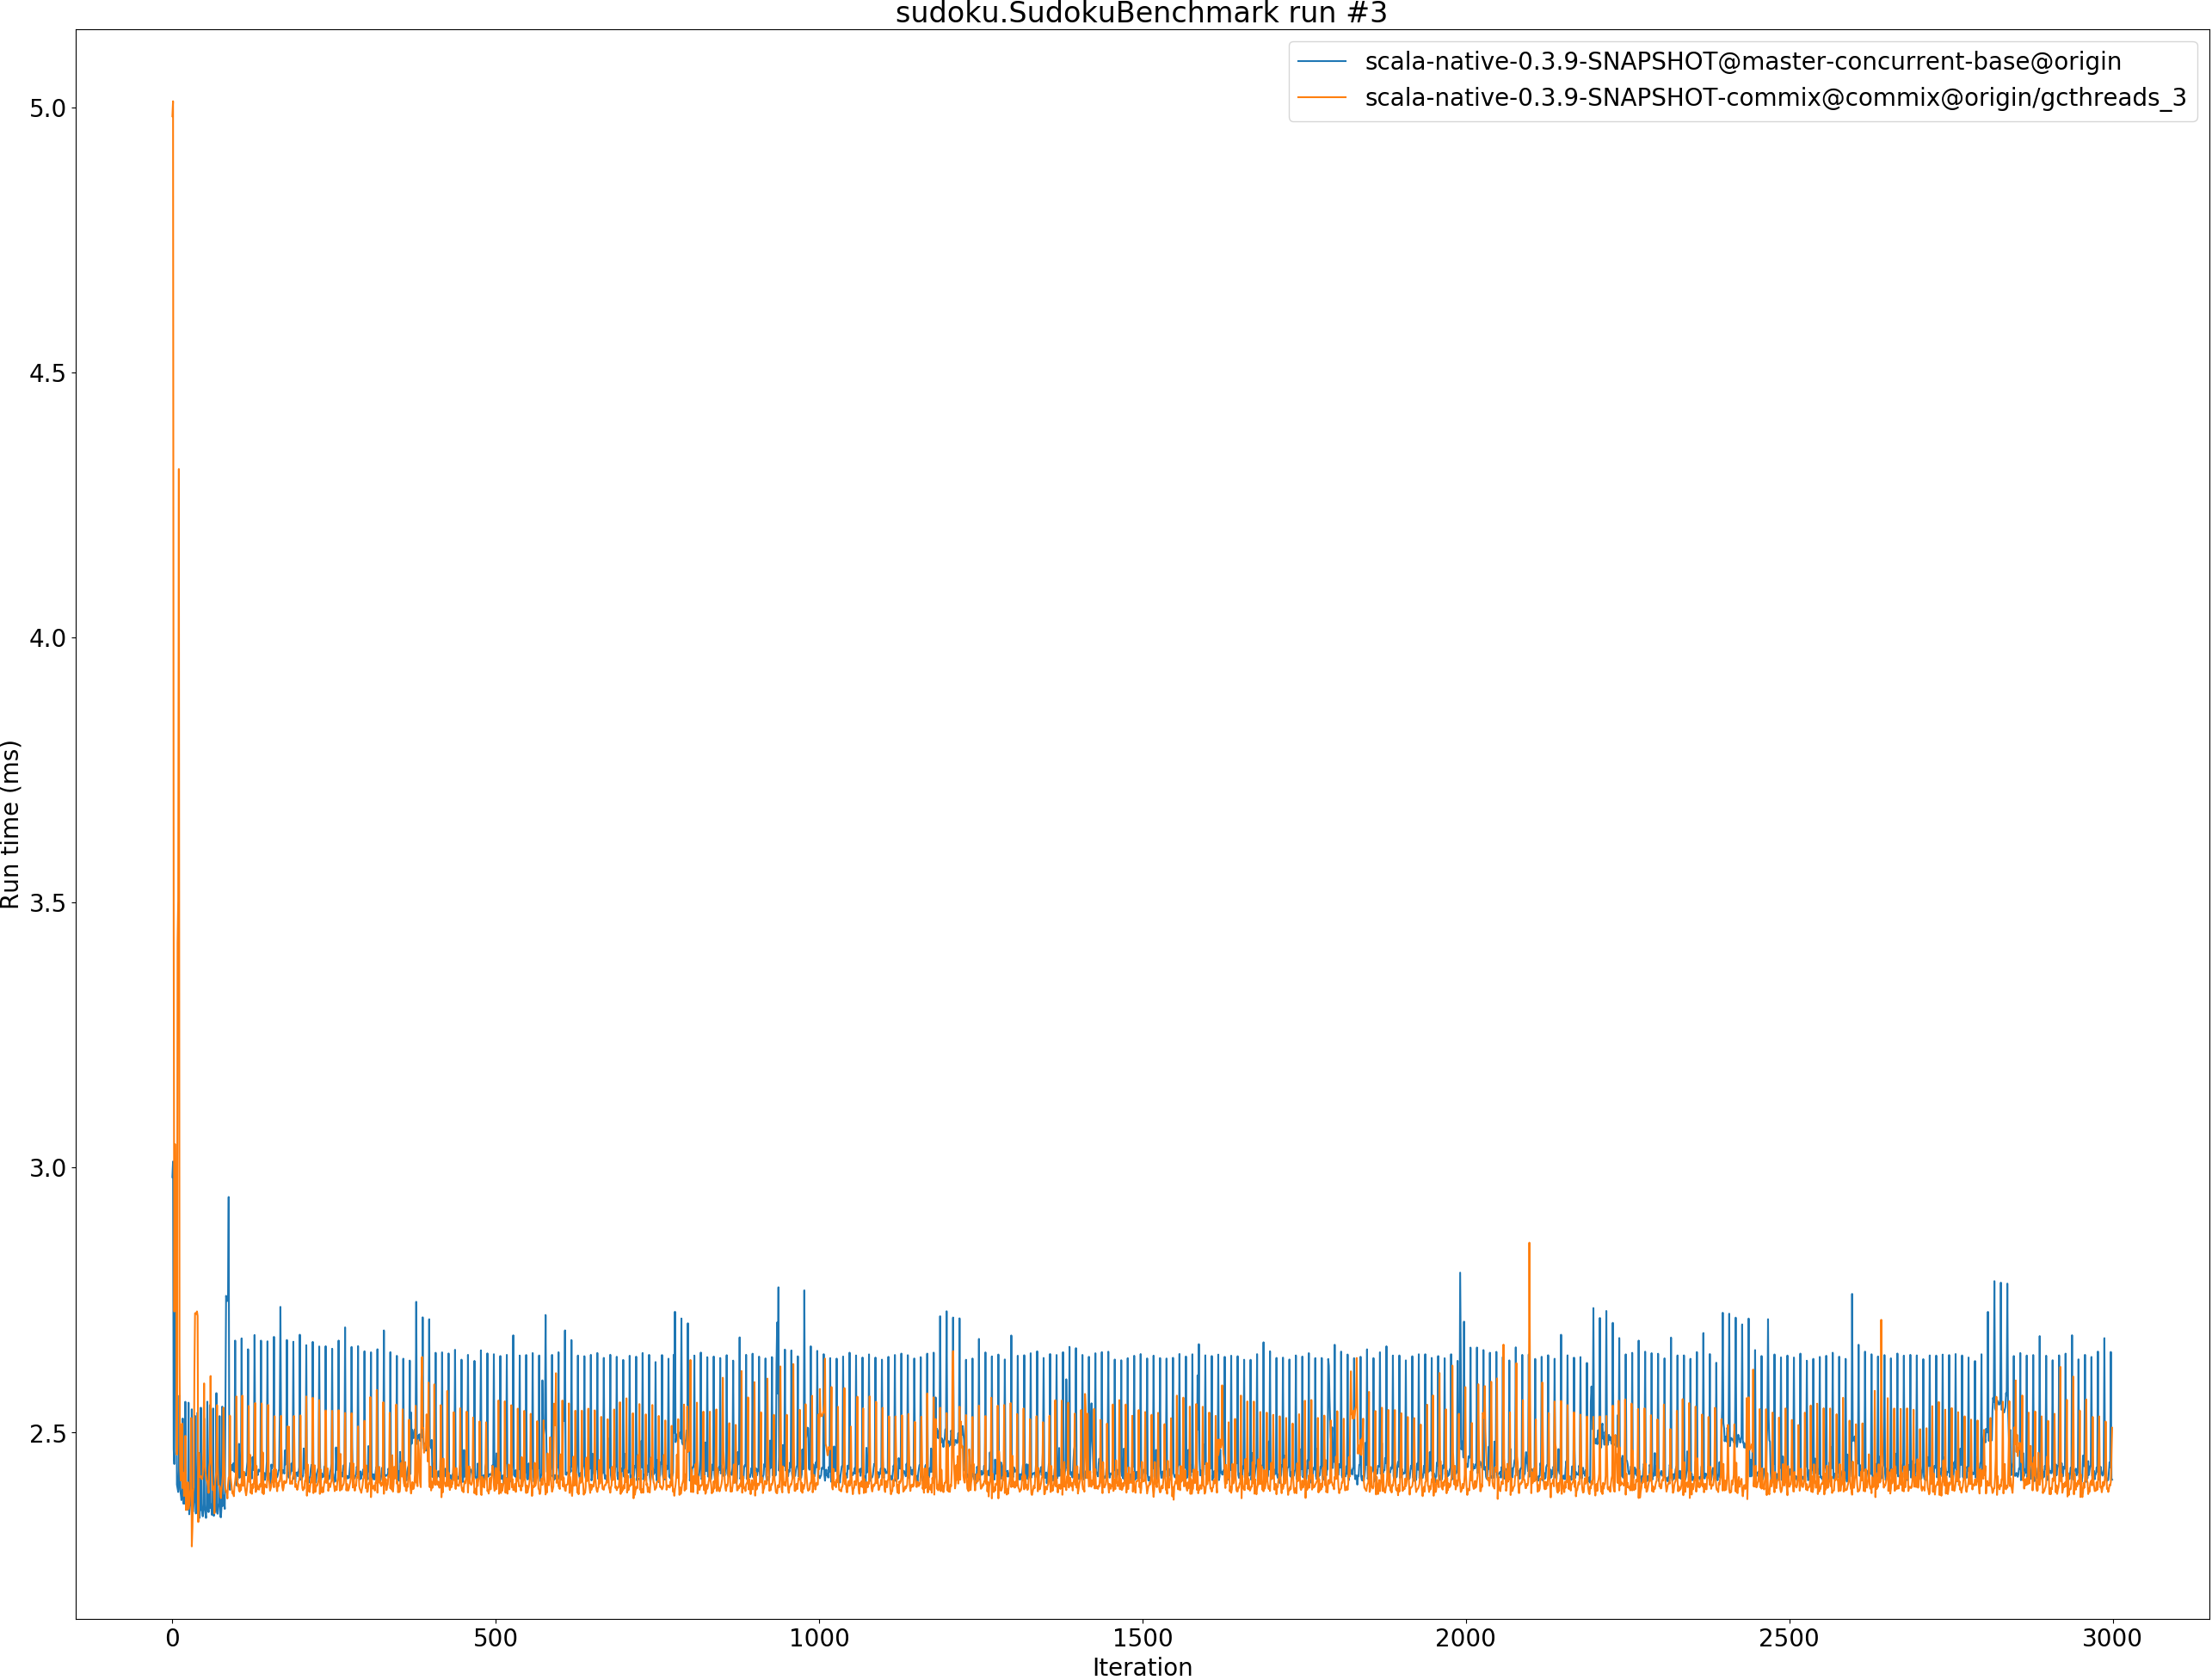 sudoku.SudokuBenchmark run #3
scala-native-0.3.9-SNAPSHOT@master-concurrent-base@origin
scala-native-0.3.9-SNAPSHOT-commix@commix@origin/gcthreads_3
Run time (ms)
5.0
4.5
4.0
3.5
3.0
2.5
0 500 1000 1500 2000 2500 3000
Iteration